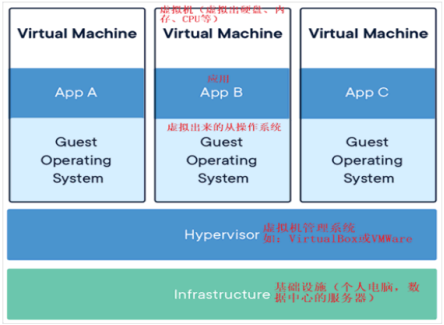 虚拟机（虚拟出硬盘、内
存、CPU等）
Virtual Machine
Virtual Machine
Virtual Machine
应用
App A
App B
App C
虚拟出来的从操作系统
Guest
Operating
System
Guest
Operating
System
Guest
Operating
System
Hypervisor
虚拟机管理系统
如：VirtualBox或VMWare
Infrastructure
基础设施（个人电脑，数
据中心的服务器）